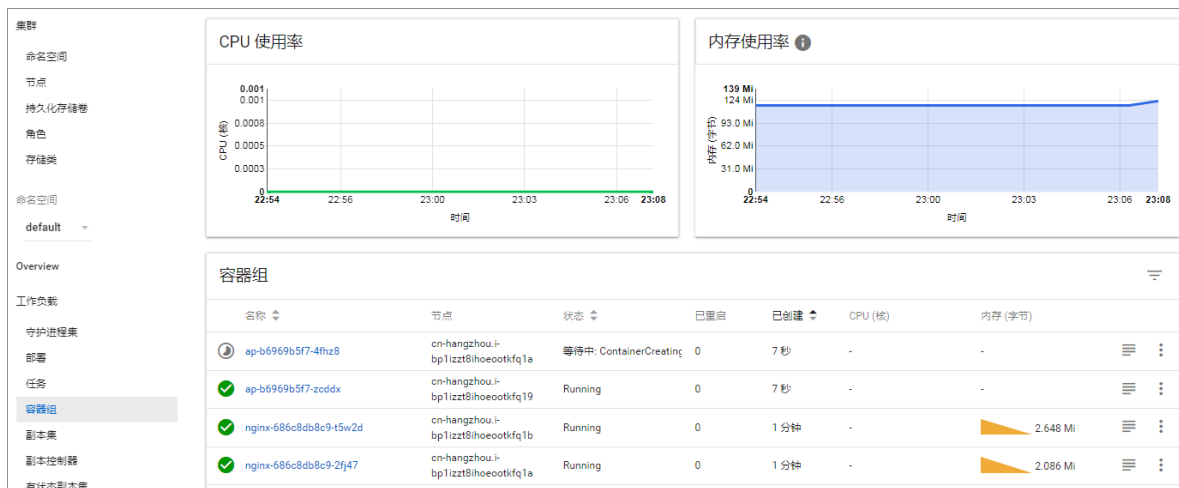 集群
命名空间
节点
持久化存储卷
角色
存储类
命名空间
default
Overview
工作负载
守护进程集
部署
任务
容器组
副本集
副本控制器
有状态副本集
CPU 使用率
0.001
0.001
0.0008
0.0005
0.0003
0
CPU (核)
22:54
22:56
23:00
23:03
23:06
23:08
时间
内存使用率
139 Mi
124 Mi
93.0 Mi
62.0 Mi
31.0 Mi
0
内存 (字节)
22:54
22:56
23:00
23:03
23:06
23:08
时间
容器组
名称 节点 状态 已重启 已创建 CPU (核) 内存 (字节)
ap-b6969b5f7-4fhz8 cn-hangzhou.i- 等待中: ContainerCreating 0 7 秒 - -
bp1izzt8ihoeootkfq1a
ap-b6969b5f7-zcddx cn-hangzhou.i- Running 0 7 秒 - -
bp1izzt8ihoeootkfq19
nginx-686c8db8c9-t5w2d cn-hangzhou.i- Running 0 1 分钟 - 2.648 Mi
bp1izzt8ihoeootkfq1b
nginx-686c8db8c9-2fj47 cn-hangzhou.i- Running 0 1 分钟 - 2.086 Mi
bp1izzt8ihoeootkfq1a